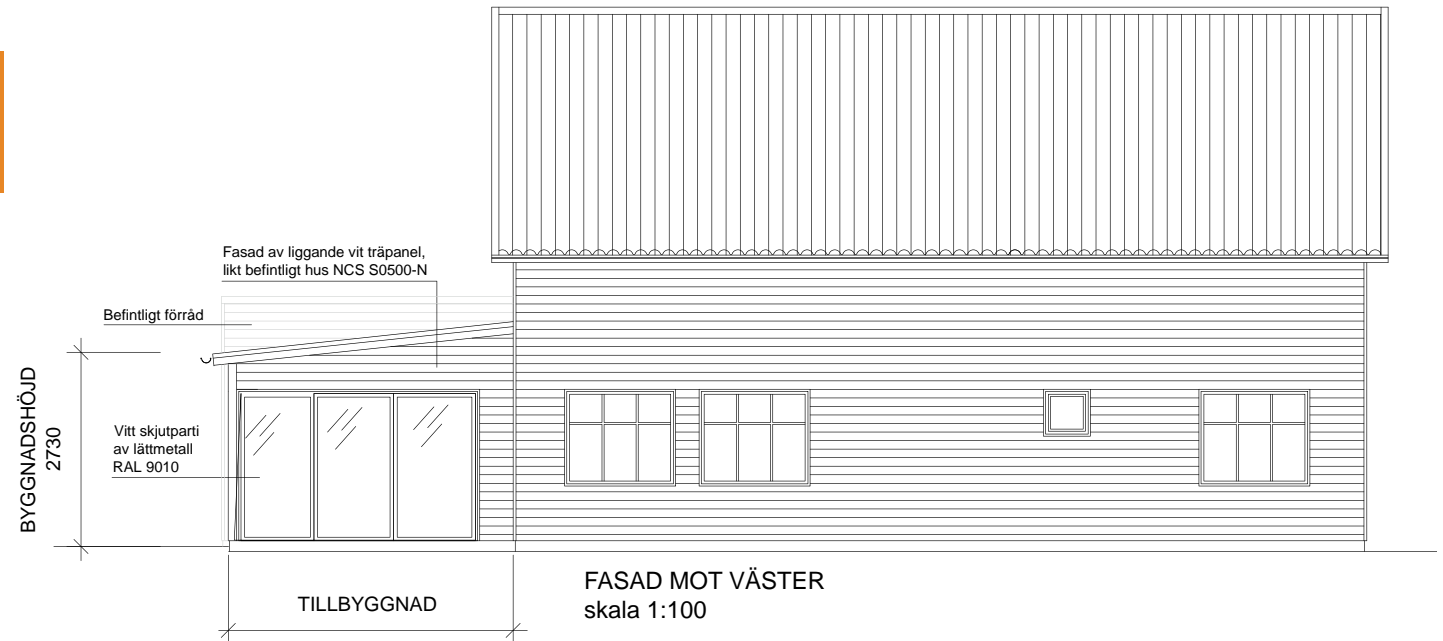 Fasad av liggande vit träpanel,
likt befintligt hus NCS S0500-N
Befintligt förråd
BYGGNADSHÖJD
2730
Vitt skjutparti
av lättmetall
RAL 9010
TILLBYGGNAD
FASAD MOT VÄSTER
skala 1:100